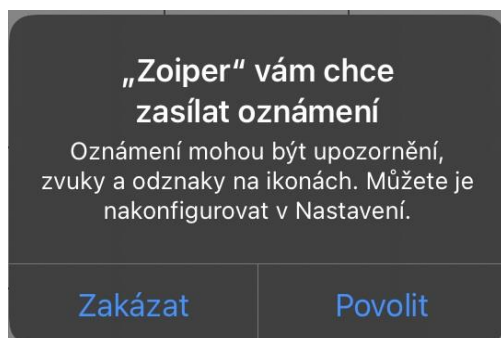 „Zoiper“ vám chce
zasílat oznámení
Oznámení mohou být upozornění,
zvuky a odznaky na ikonách. Můžete je
nakonfigurovat v Nastavení.
Zakázat
Povolit